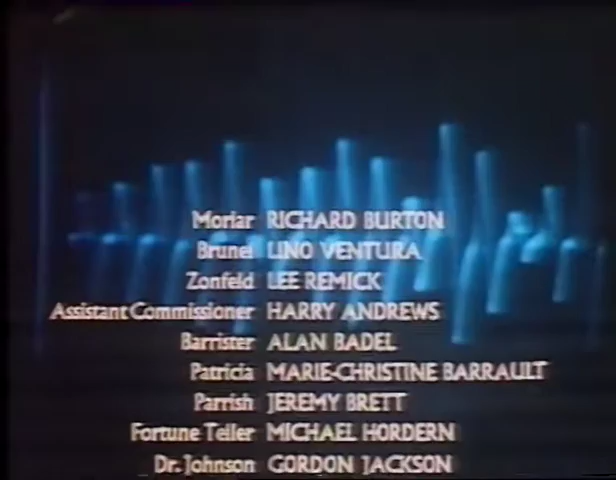 Morlar RICHARD BURTON
Brunel LINO VENTURA
Zonfeld LEE REMICK
Assistant Commissioner HARRY ANDREWS
Barrister ALAN BADEL
Patricia MARIE-CHRISTINE BARRAULT
Parrish JEREMY BRETT
Fortune Teller MICHAEL HORDERN
Dr. Johnson GORDON JACKSON